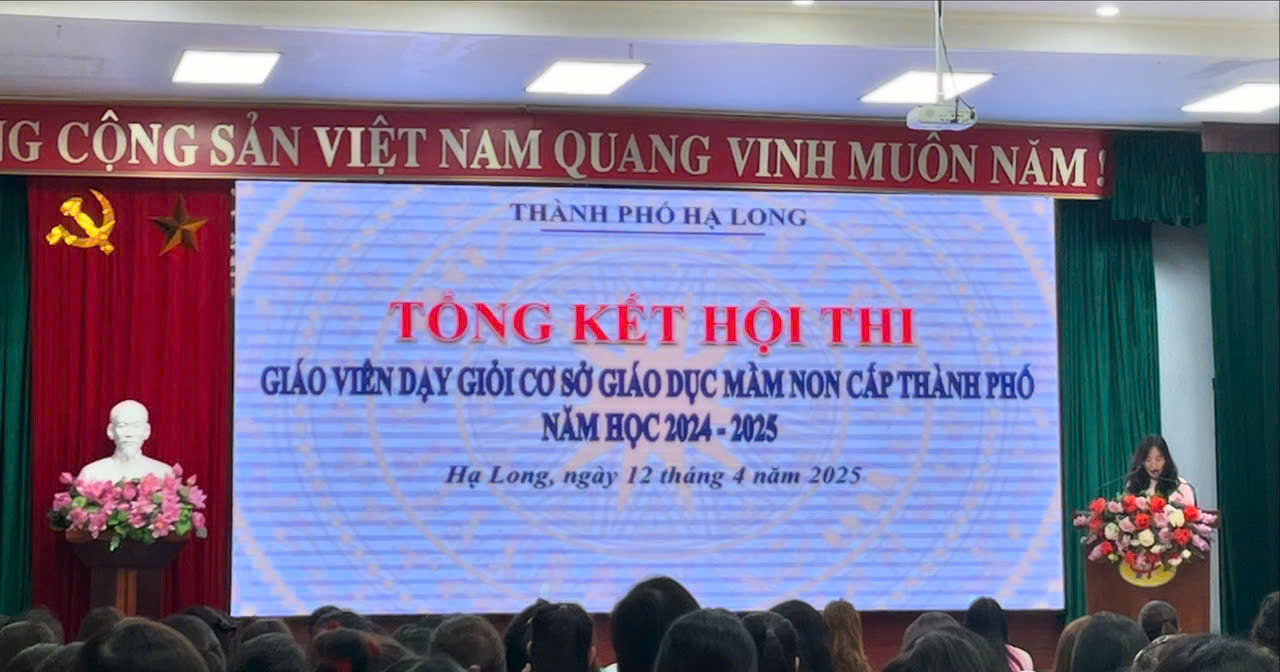 NG CỘNG SẢN VIỆT NAM QUANG VINH MUÔN NĂM !
THÀNH PHỐ HẠ LONG
TỔNG KẾT HỘI THI
GIÁO VIÊN DẠY GIỎI CƠ SỞ GIÁO DỤC MẦM NON CẤP THÀNH PHỐ
NĂM HỌC 2024 - 2025
Hạ Long, ngày 12 tháng 4 năm 2025